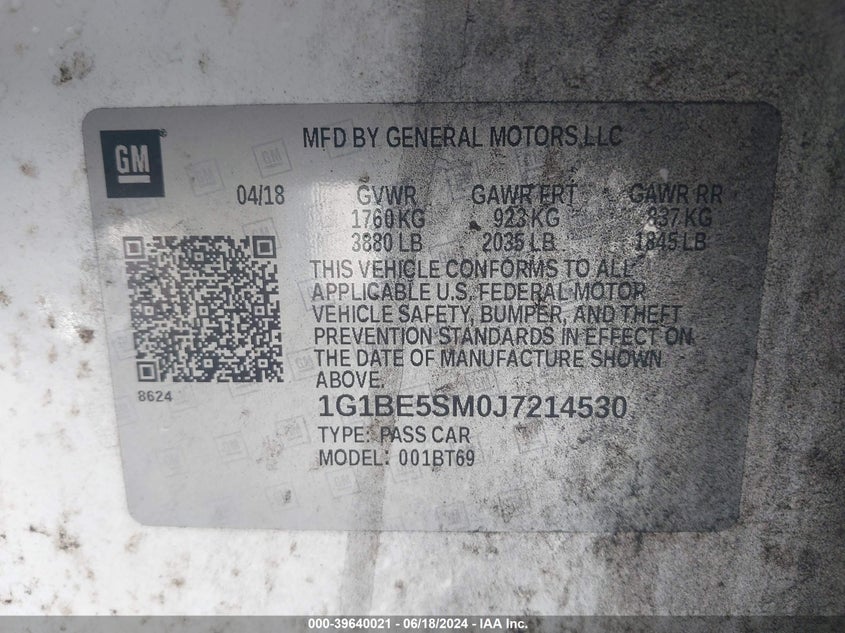 GM
MFD BY GENERAL MOTORS,LLC
04/18 GVWR GAWR FRT GAWR RR
1760 KG 923 KG 837 KG
3880 LB 2035 LB 1845 LB
THIS VEHICLE CONFORMS TO ALL
APPLICABLE U.S. FEDERAL MOTOR
VEHICLE SAFETY, BUMPER, AND THEFT
PREVENTION STANDARDS IN EFFECT ON
THE DATE OF MANUFACTURE SHOWN
ABOVE.
8624
1G1BE5SM0J7214530
TYPE: PASS CAR
MODEL: 001BT69
000-39640021 - 06/18/2024 - IAA Inc.